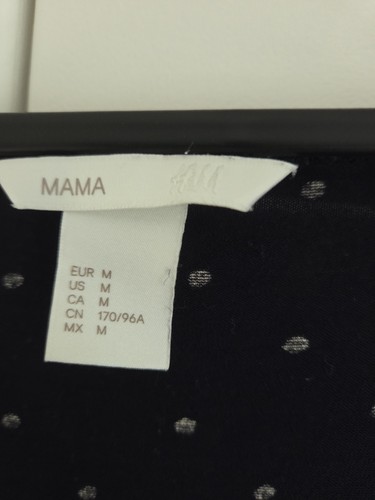 MAMA H&M
EUR M
US M
CA M
CN 170/96A
MX M